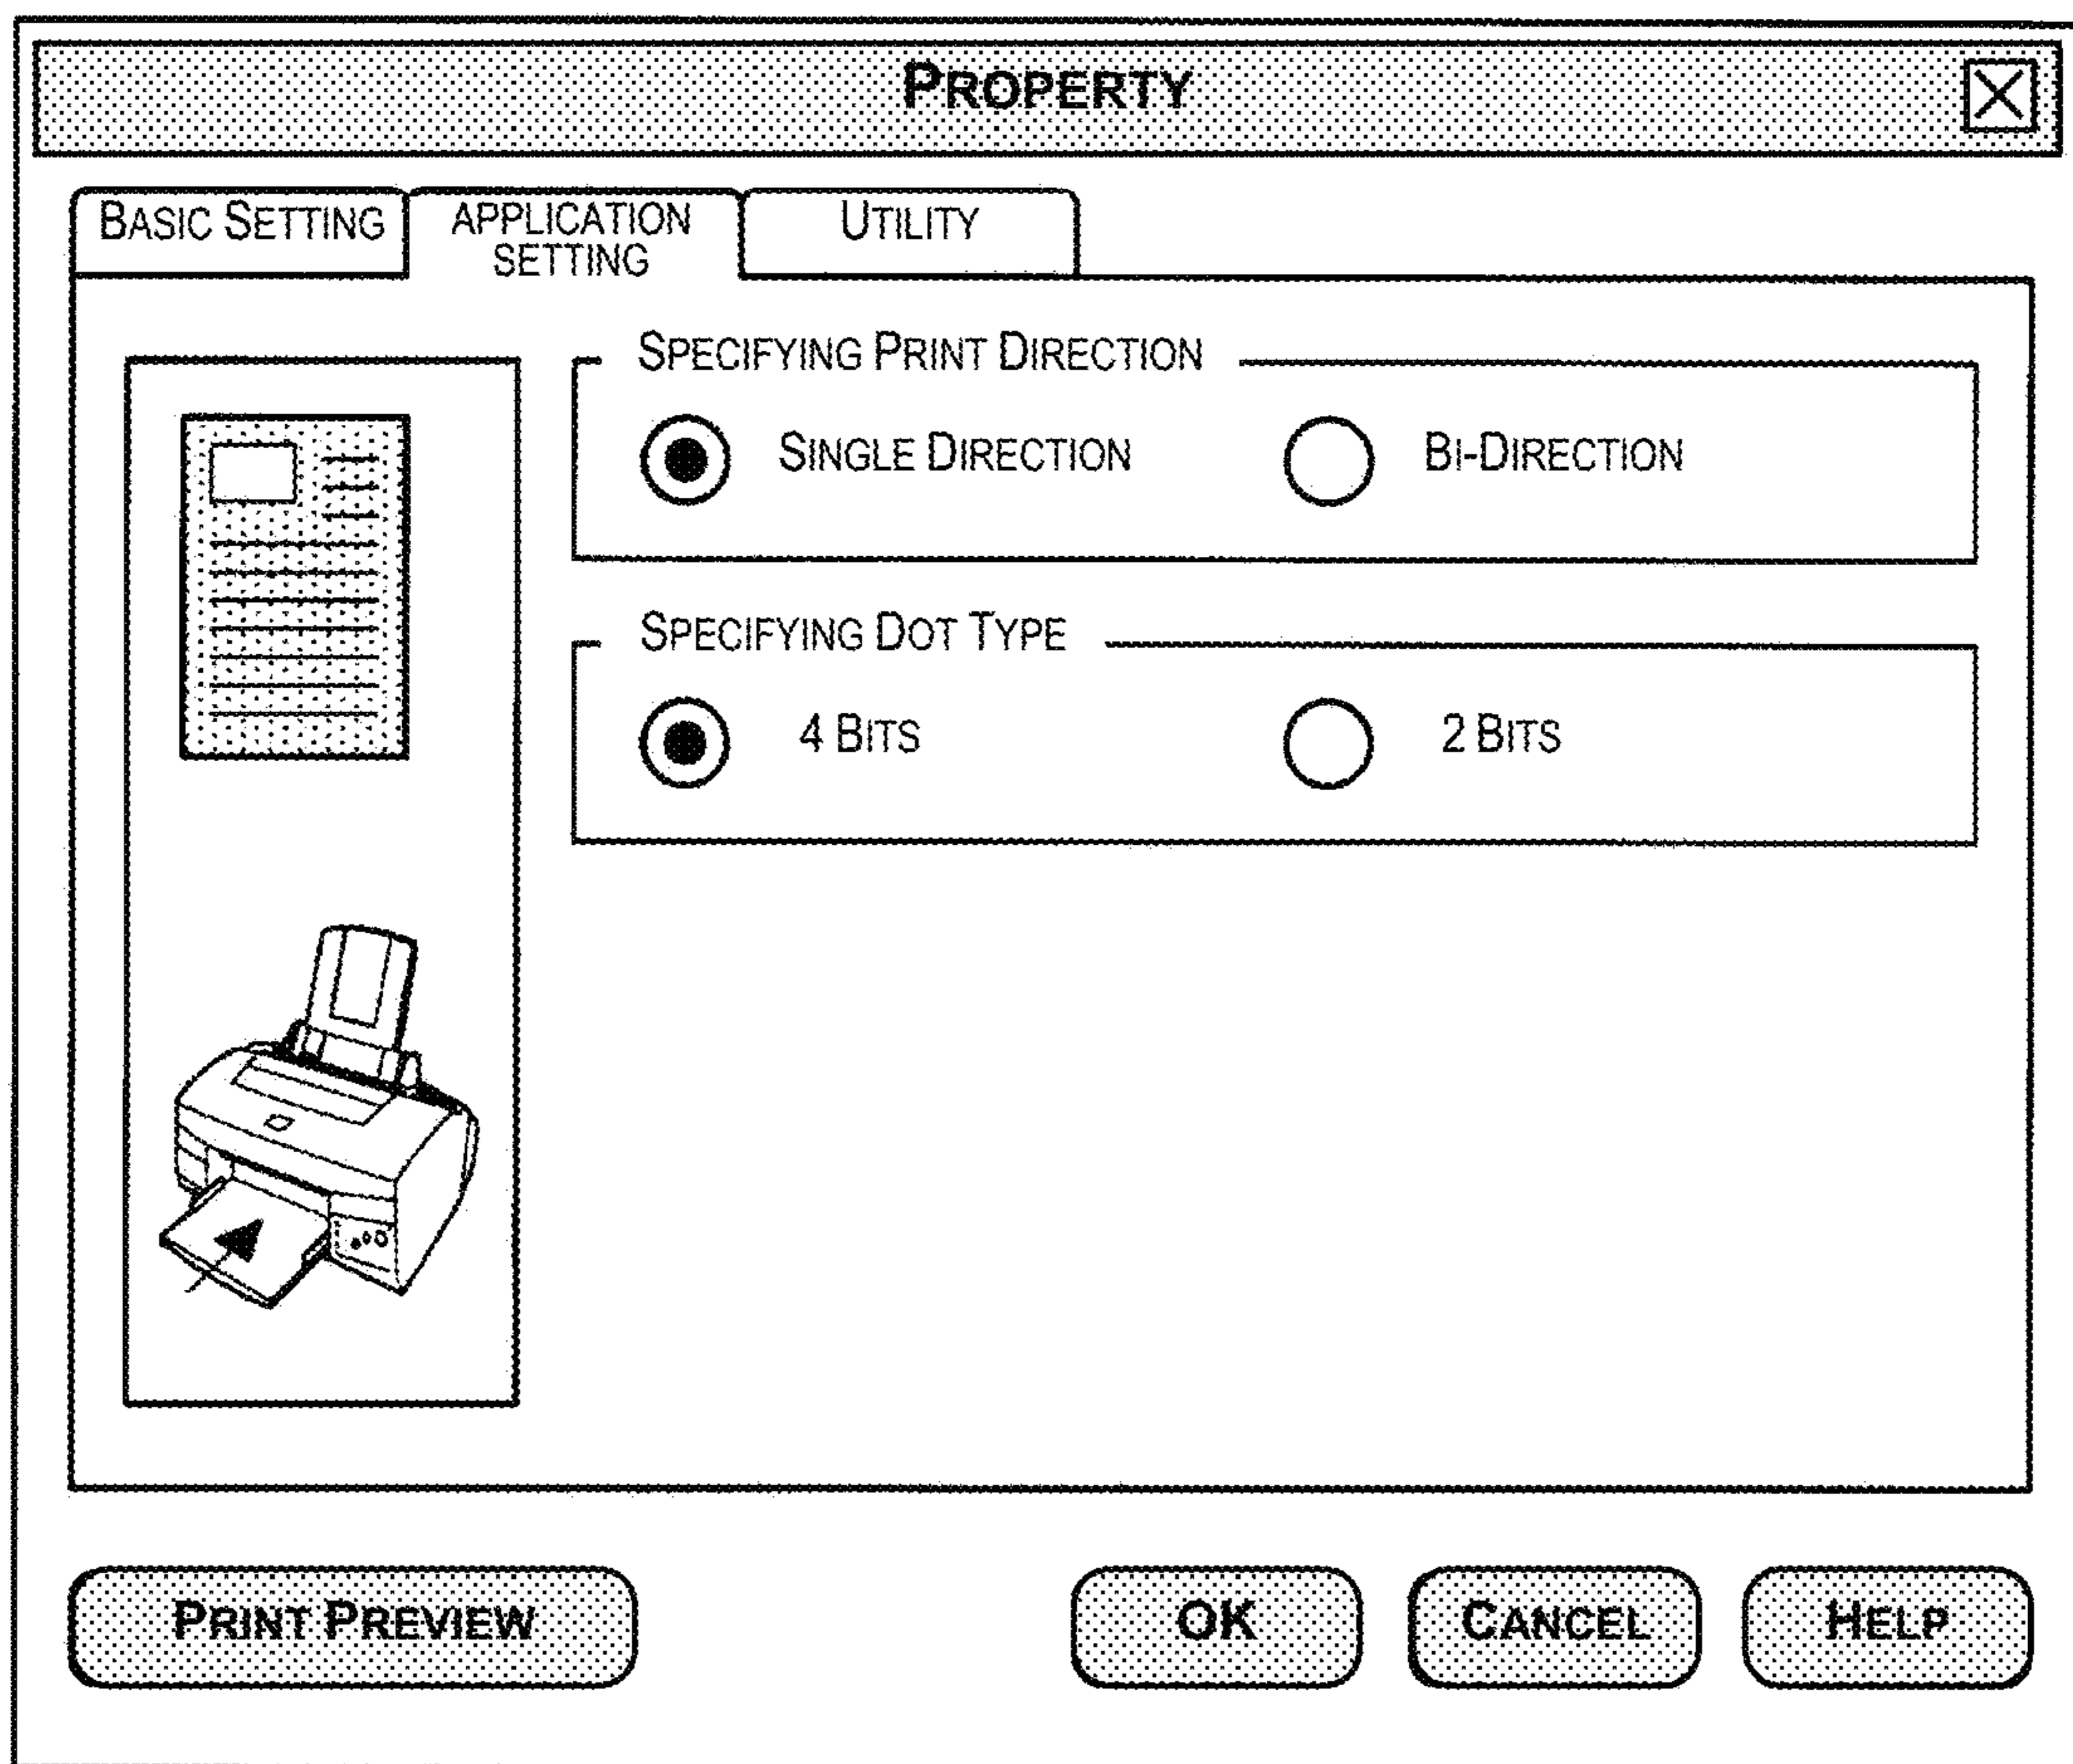 PROPERTY
BASIC SETTING
APPLICATION
SETTING
UTILITY
SPECIFYING PRINT DIRECTION
SINGLE DIRECTION
BI-DIRECTION
SPECIFYING DOT TYPE
4 BITS
2 BITS
PRINT PREVIEW
OK
CANCEL
HELP